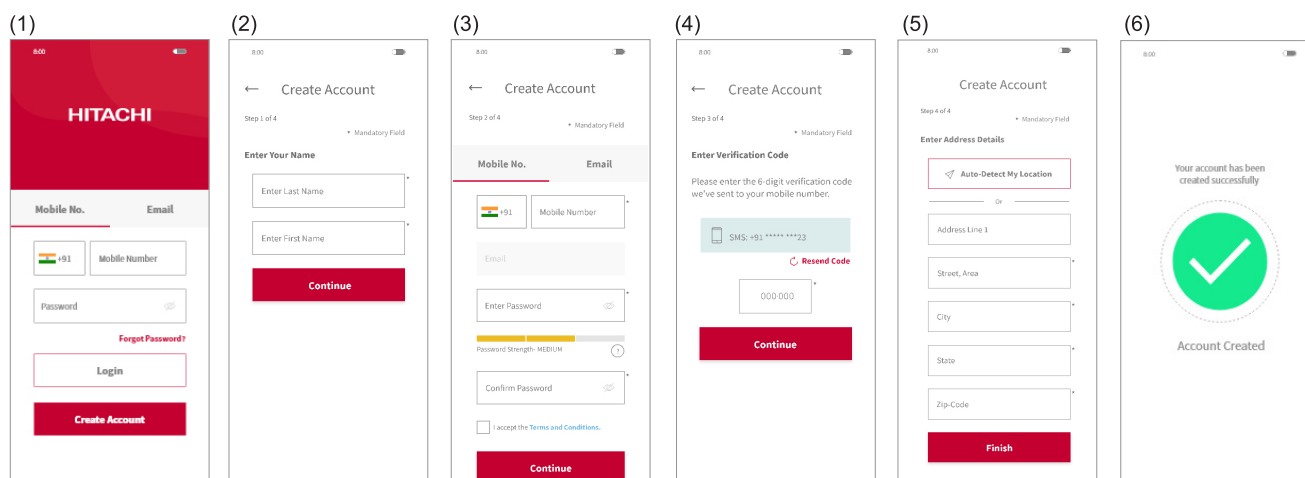 (1)
8:00
HITACHI
Mobile No. Email
+91 Mobile Number
Password
Forgot Password?
Login
Create Account
(2)
8:00
← Create Account
Step 1 of 4
* Mandatory Field
Enter Your Name
Enter Last Name *
Enter First Name *
Continue
(3)
8:00
← Create Account
Step 2 of 4
* Mandatory Field
Mobile No. Email
+91 Mobile Number *
Email
Enter Password *
Password Strength- MEDIUM ?
Confirm Password *
I accept the Terms and Conditions.
Continue
(4)
8:00
← Create Account
Step 3 of 4
* Mandatory Field
Enter Verification Code
Please enter the 6-digit verification code
we've sent to your mobile number.
SMS: +91 ***** ***23
Resend Code
000-000 *
Continue
(5)
8:00
Create Account
Step 4 of 4
* Mandatory Field
Enter Address Details
Auto-Detect My Location
Or
Address Line 1
Street, Area *
City *
State *
Zip-Code *
Finish
(6)
8:00
Your account has been
created successfully
Account Created